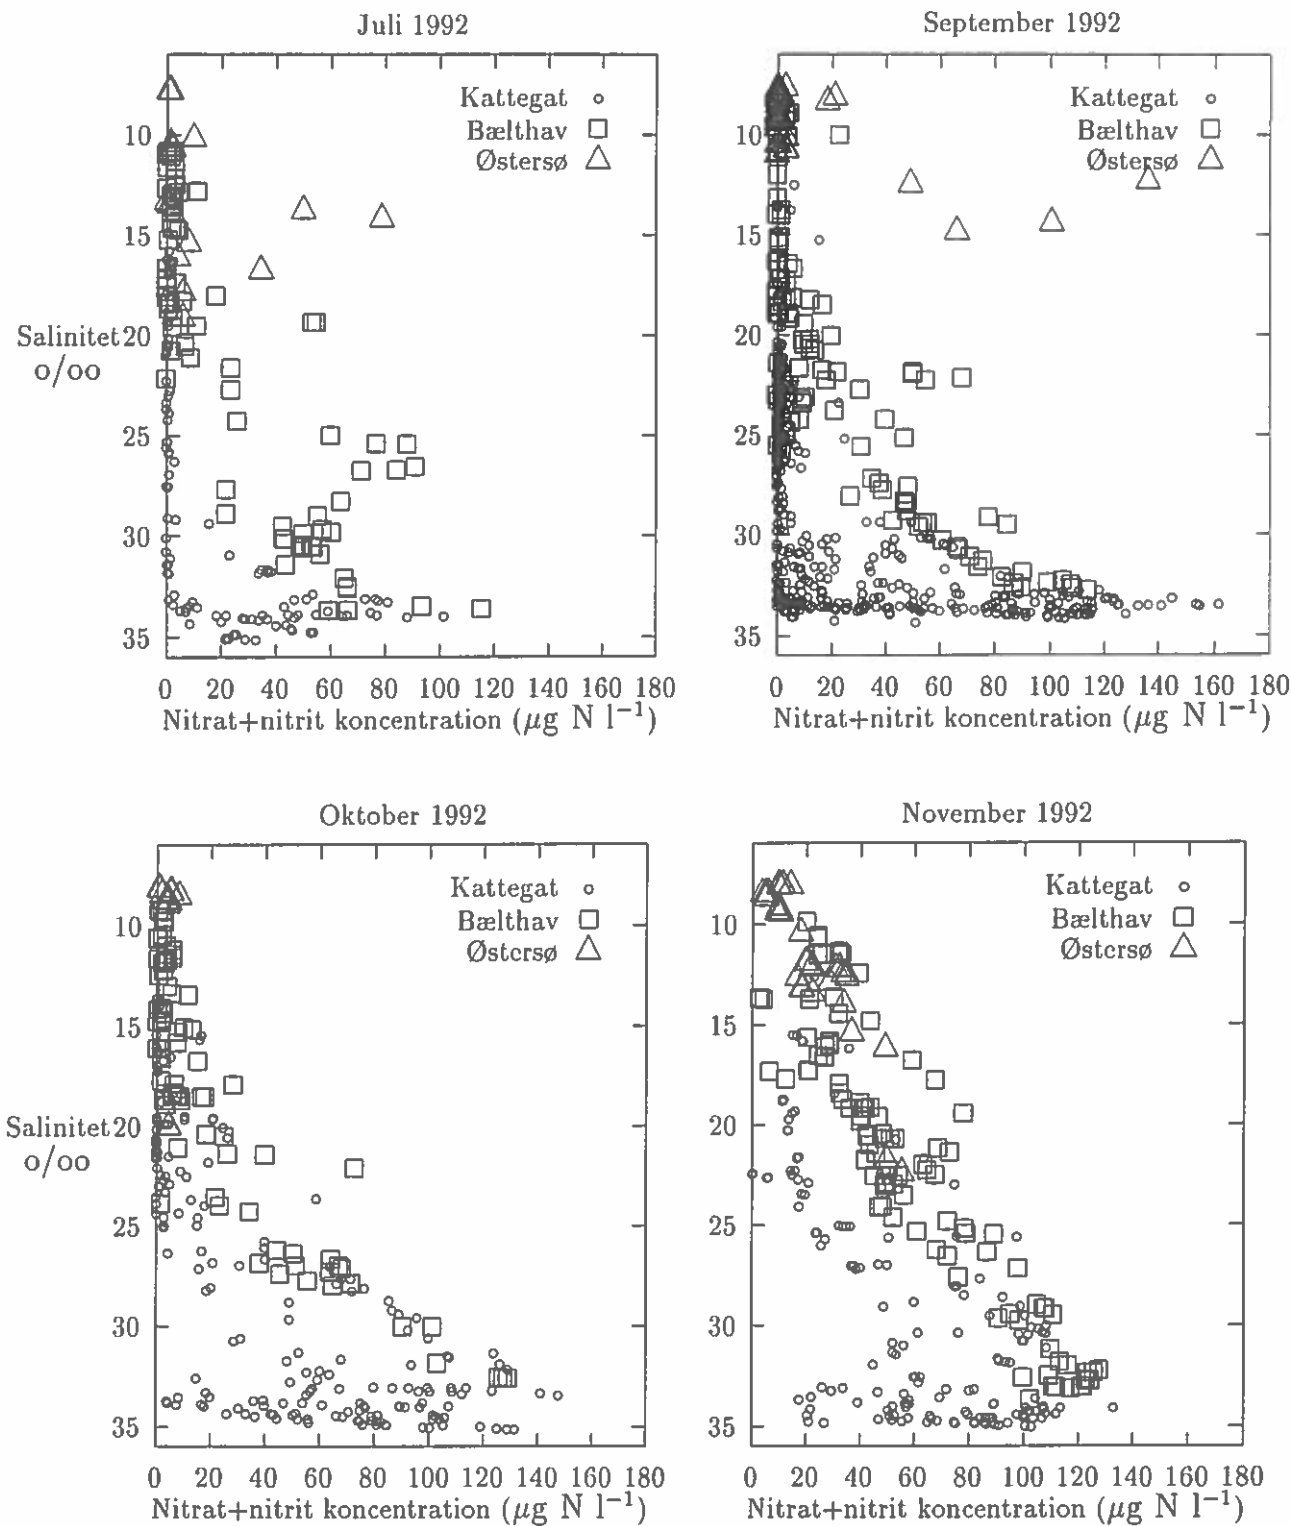 Juli 1992
Kattegat
Bælthav
Østersø
10
15
Salinitet 20
o/oo
25
30
35
0 20 40 60 80 100 120 140 160 180
Nitrat+nitrit koncentration (μg N l⁻¹)
September 1992
Kattegat
Bælthav
Østersø
10
15
20
25
30
35
0 20 40 60 80 100 120 140 160 180
Nitrat+nitrit koncentration (μg N l⁻¹)
Oktober 1992
Kattegat
Bælthav
Østersø
10
15
Salinitet 20
o/oo
25
30
35
0 20 40 60 80 100 120 140 160 180
Nitrat+nitrit koncentration (μg N l⁻¹)
November 1992
Kattegat
Bælthav
Østersø
10
15
20
25
30
35
0 20 40 60 80 100 120 140 160 180
Nitrat+nitrit koncentration (μg N l⁻¹)